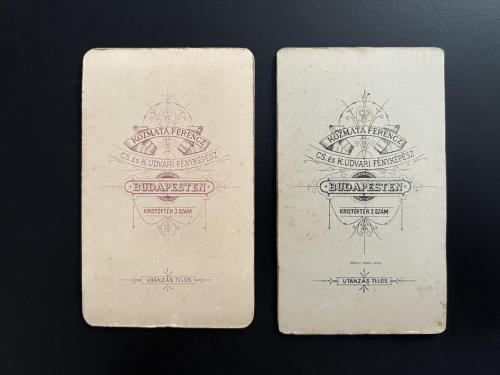 KOZMATA FERENCZ
CS. ÉS K. UDVARI FÉNYKÉPÉSZ
BUDAPESTEN
KRISTÓFTÉR 3 SZÁM
UTÁNZÁS TILOS.
KOZMATA FERENCZ
CS. ÉS K. UDVARI FÉNYKÉPÉSZ
BUDAPESTEN
KRISTÓFTÉR 3 SZÁM
UTÁNZÁS TILOS.